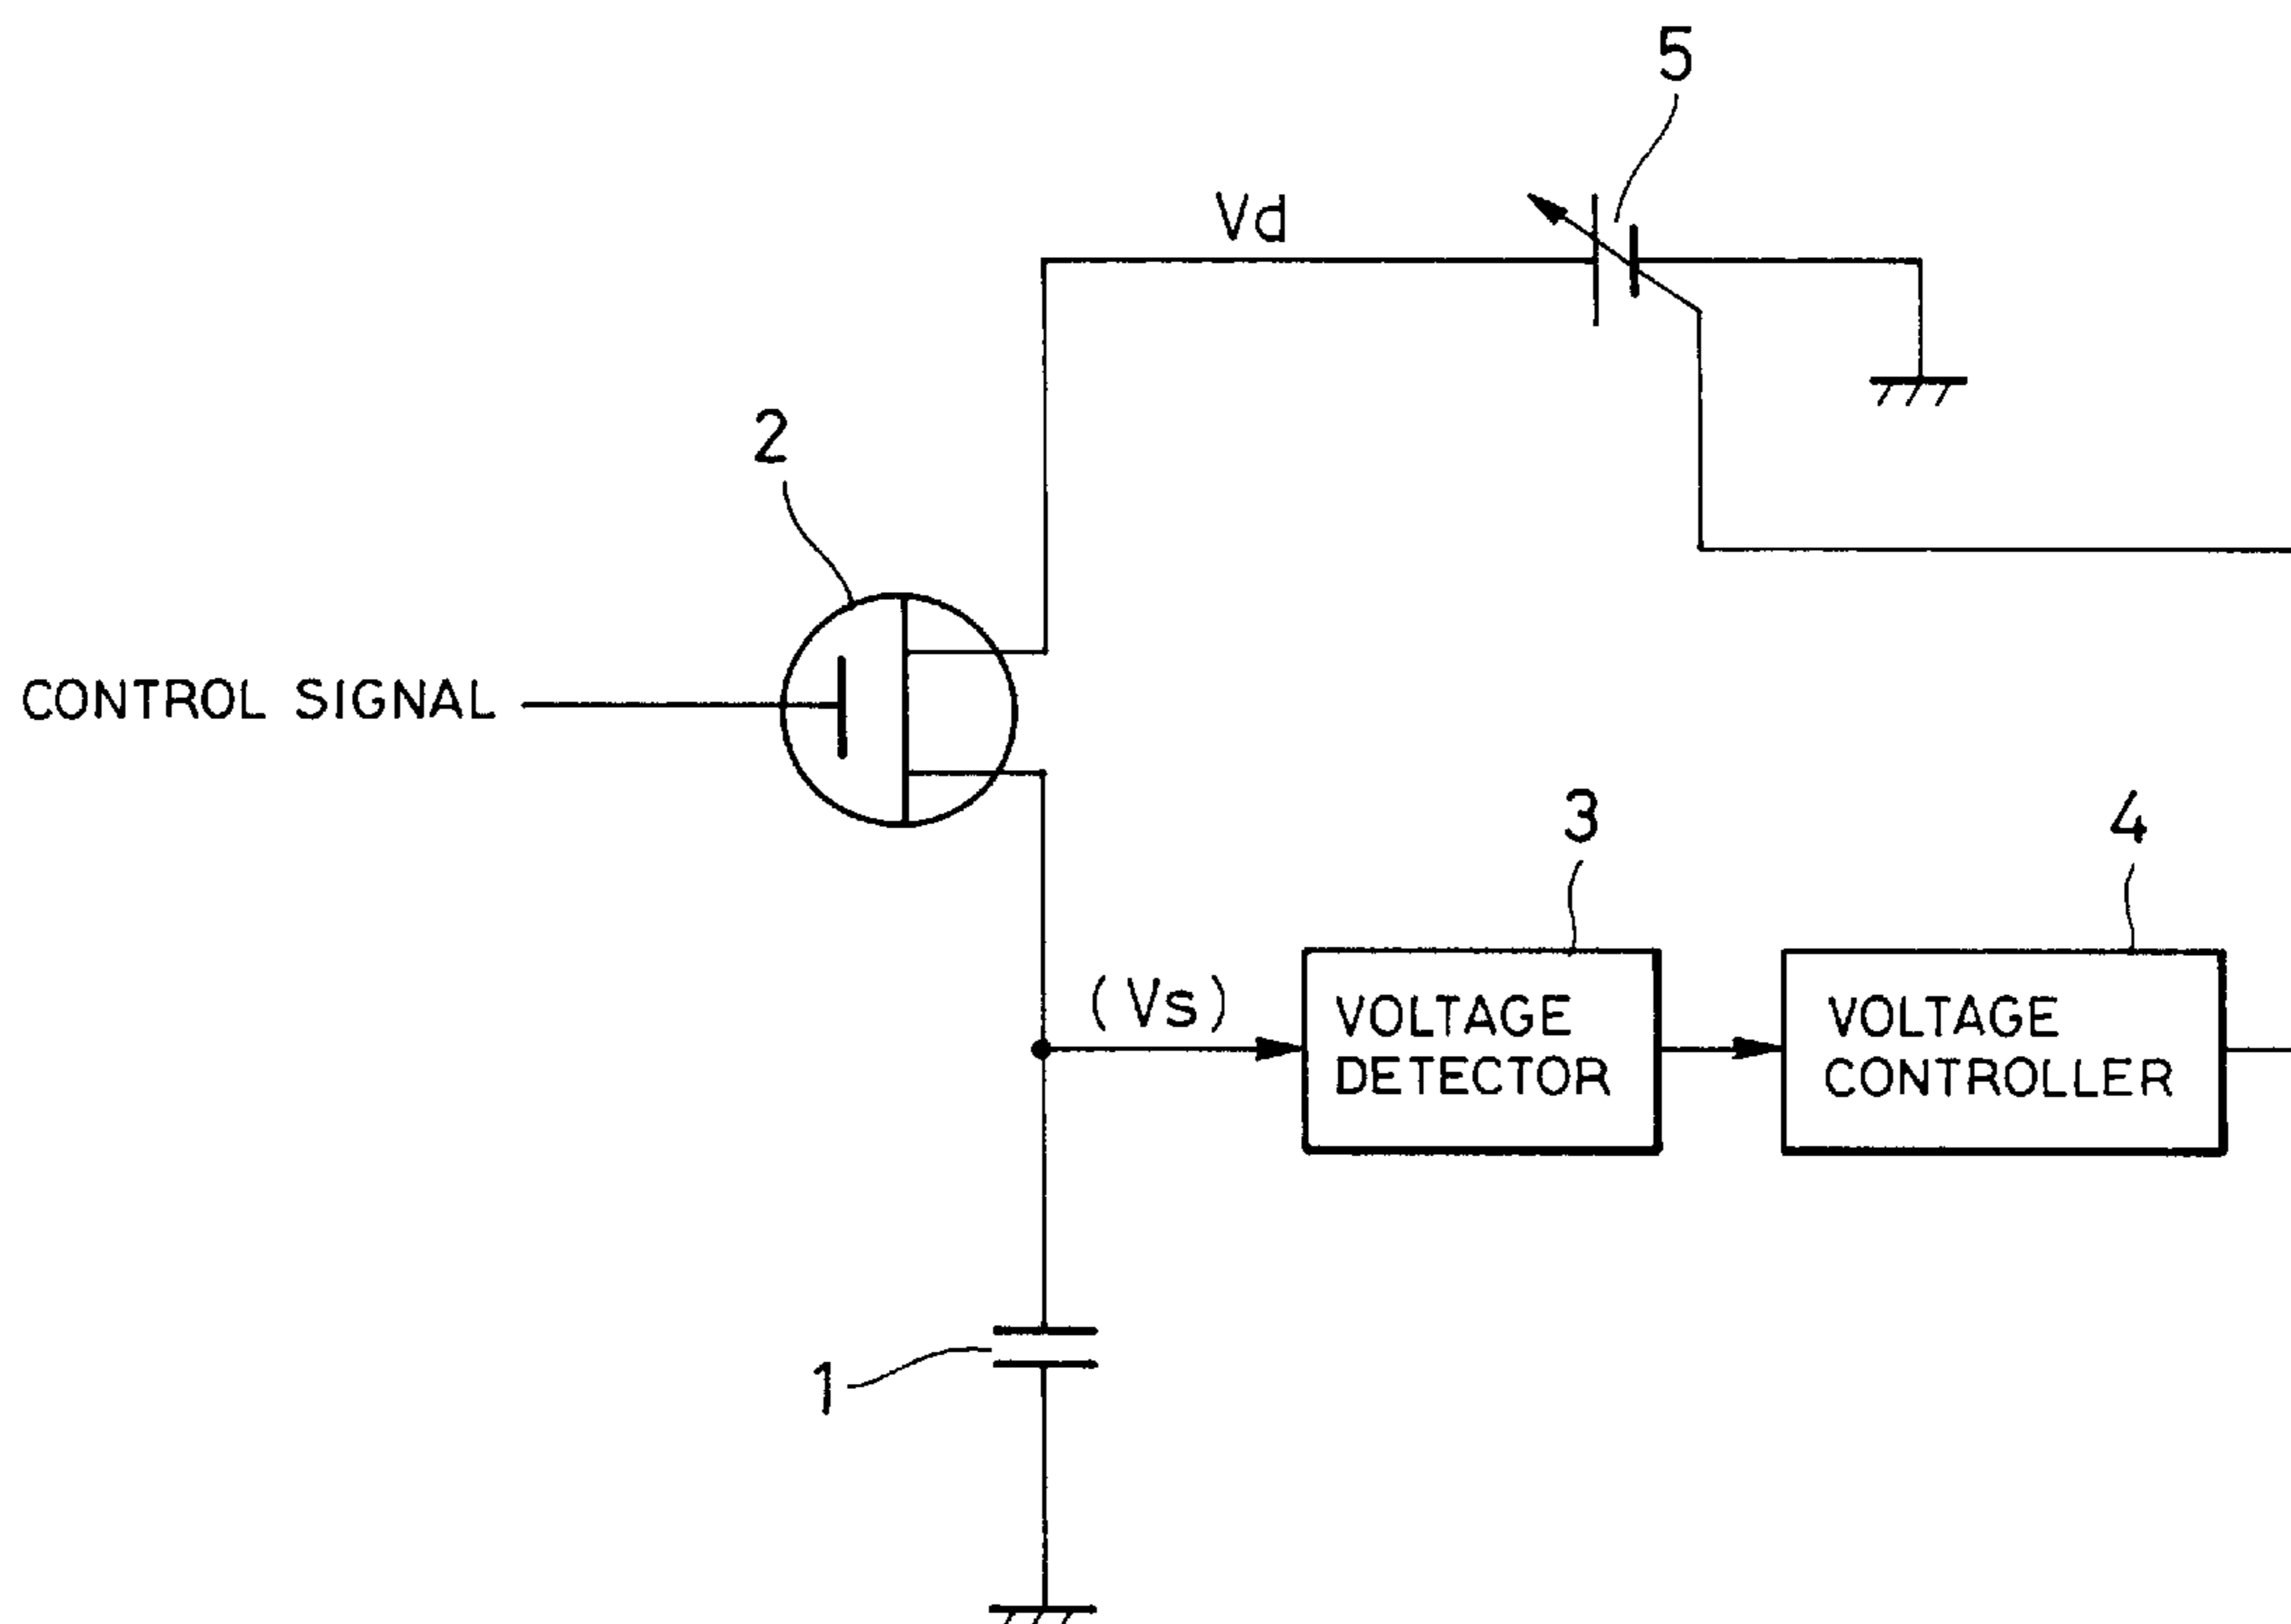 5
Vd
2
CONTROL SIGNAL
3
4
(Vs)
VOLTAGE
DETECTOR
VOLTAGE
CONTROLLER
1